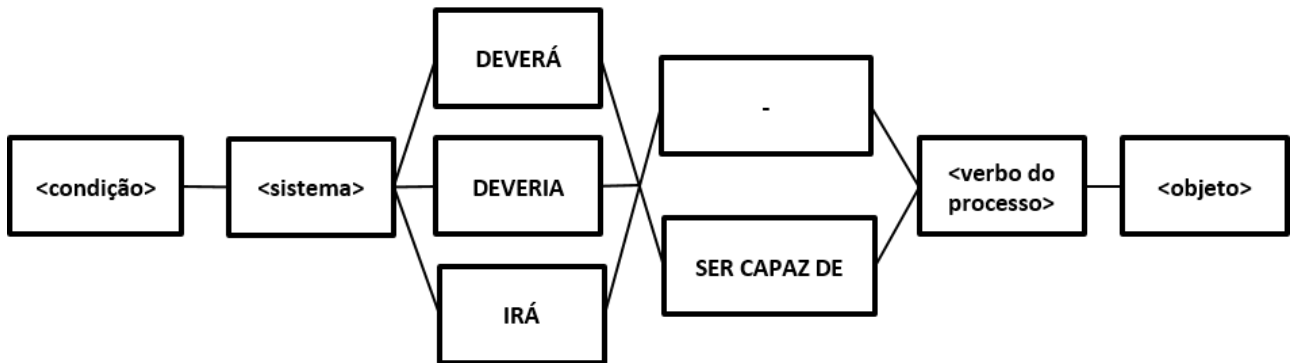 <condição>
<sistema>
DEVERÁ
DEVERIA
IRÁ
-
SER CAPAZ DE
<verbo do
processo>
<objeto>